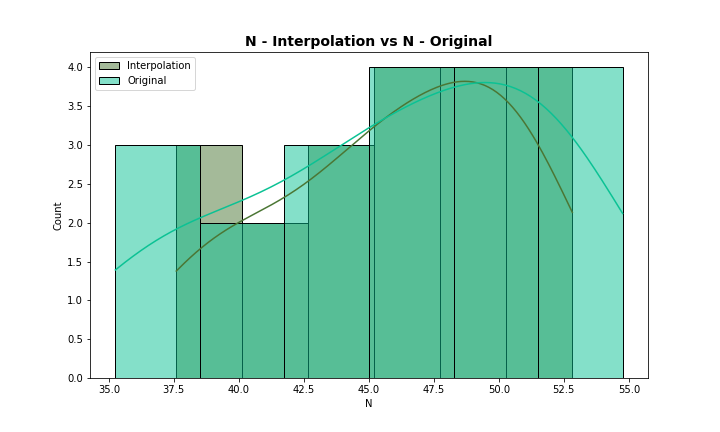 N - Interpolation vs N - Original
Interpolation
Original
Count
4.0
3.5
3.0
2.5
2.0
1.5
1.0
0.5
0.0
35.0 37.5 40.0 42.5 45.0 47.5 50.0 52.5 55.0
N